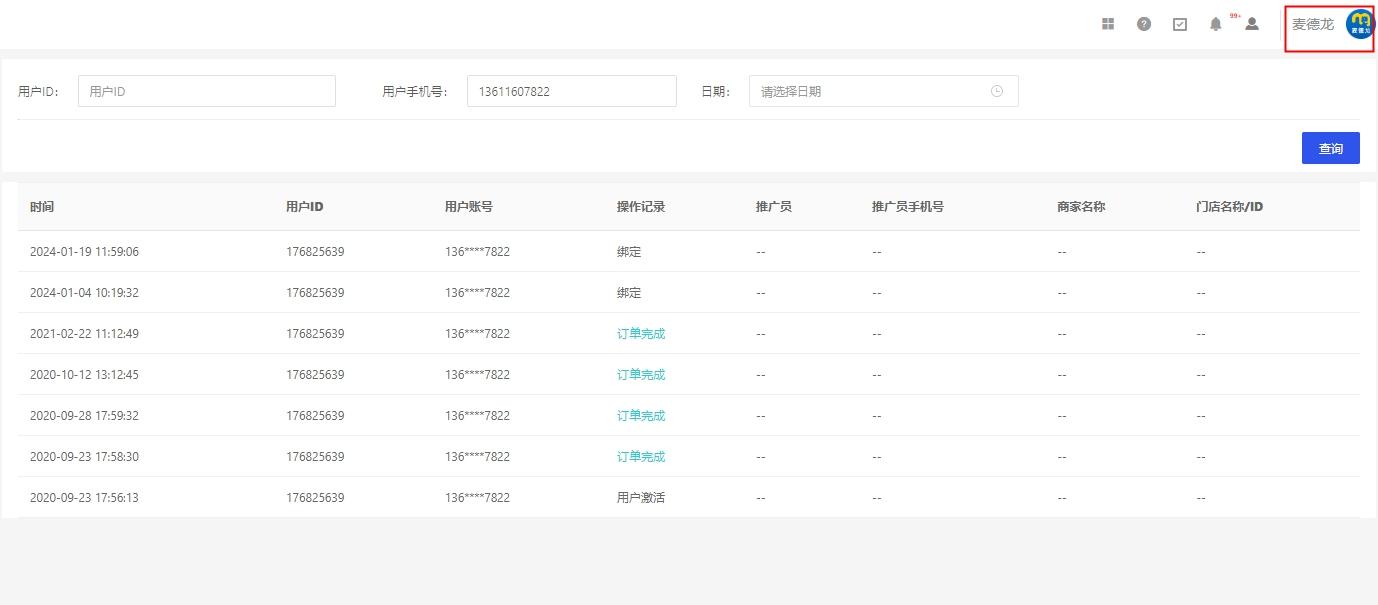 99+
麦德龙
麦德龙
用户ID： 用户ID 用户手机号： 13611607822 日期： 请选择日期
查询
时间 用户ID 用户账号 操作记录 推广员 推广员手机号 商家名称 门店名称/ID
2024-01-19 11:59:06 176825639 136****7822 绑定 -- -- -- --
2024-01-04 10:19:32 176825639 136****7822 绑定 -- -- -- --
2021-02-22 11:12:49 176825639 136****7822 订单完成 -- -- -- --
2020-10-12 13:12:45 176825639 136****7822 订单完成 -- -- -- --
2020-09-28 17:59:32 176825639 136****7822 订单完成 -- -- -- --
2020-09-23 17:58:30 176825639 136****7822 订单完成 -- -- -- --
2020-09-23 17:56:13 176825639 136****7822 用户激活 -- -- -- --